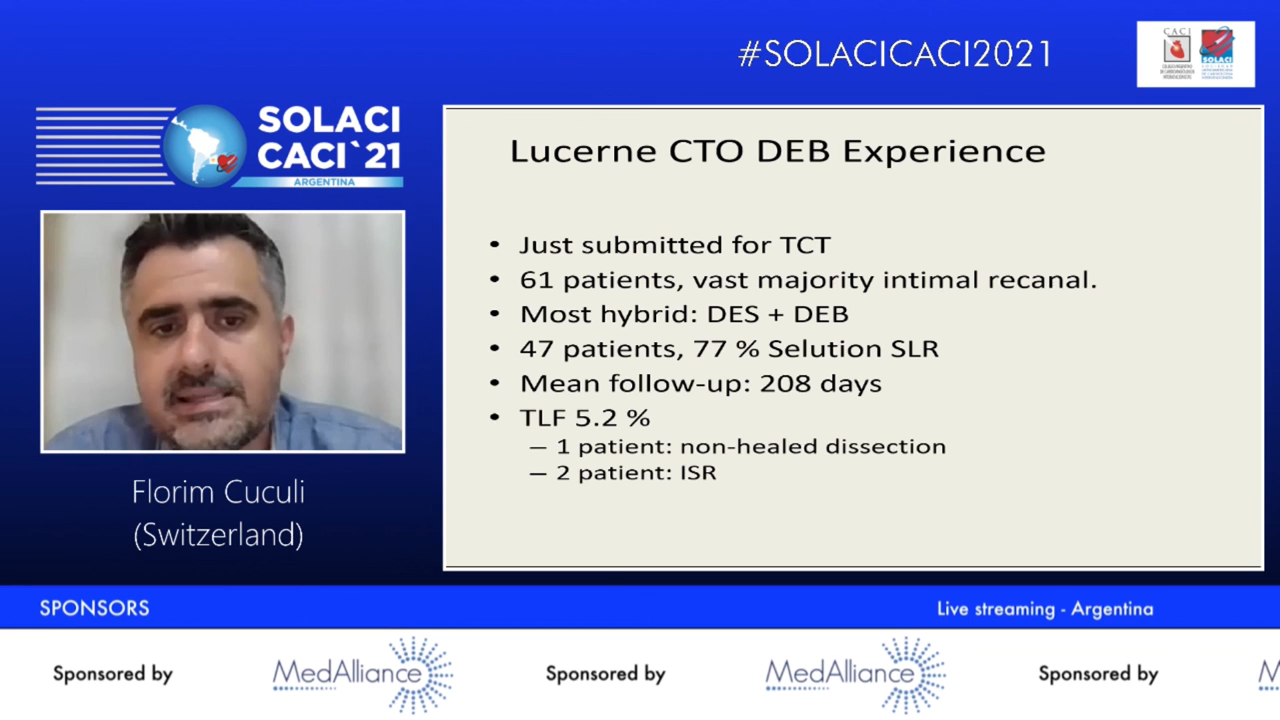 #SOLACICACI2021
CACI
SOLACI
SOLACI
CACI`21
ARGENTINA
Lucerne CTO DEB Experience
• Just submitted for TCT
• 61 patients, vast majority intimal recanal.
• Most hybrid: DES + DEB
• 47 patients, 77 % Selution SLR
• Mean follow-up: 208 days
• TLF 5.2 %
– 1 patient: non-healed dissection
– 2 patient: ISR
Florim Cuculi
(Switzerland)
SPONSORS
Live streaming - Argentina
Sponsored by
MedAlliance
Sponsored by
MedAlliance
Sponsored by
M